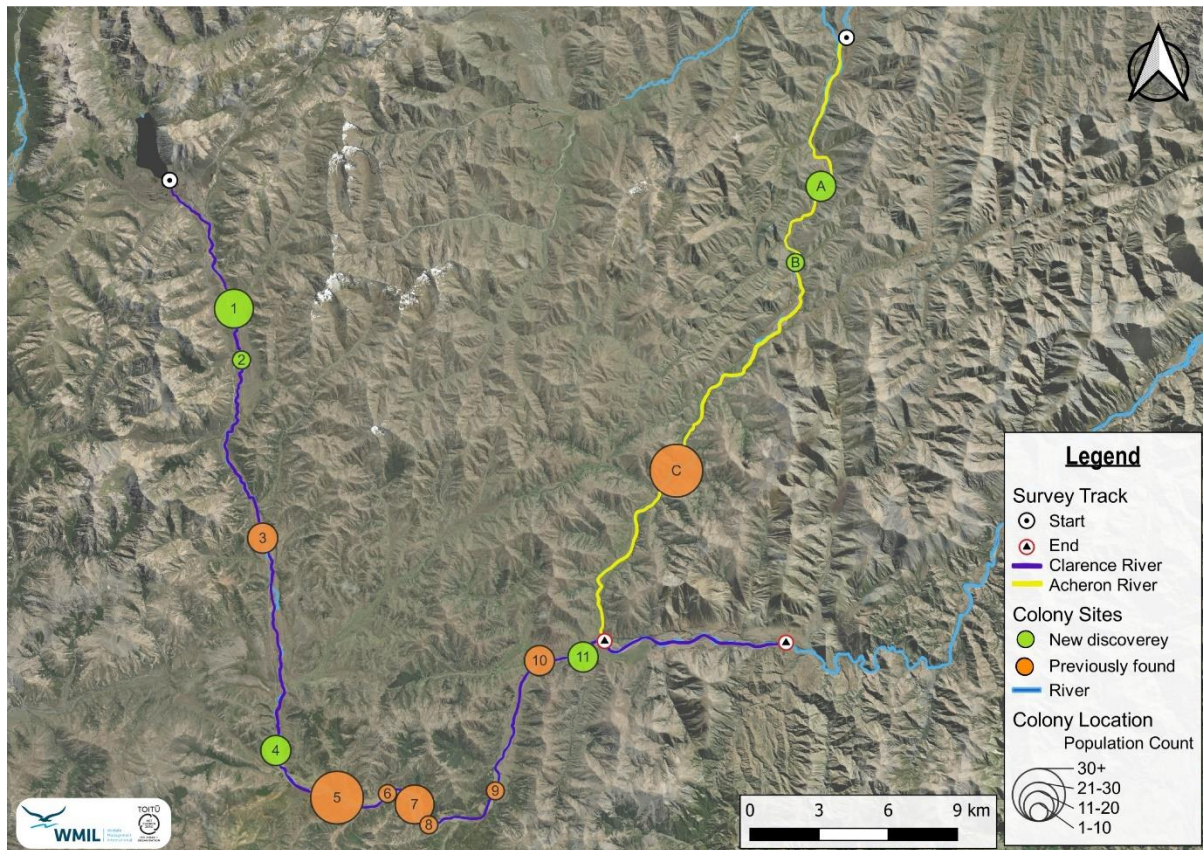 A
B
1
2
C
3
11
10
4
5
6
7
8
9
Legend
Survey Track
Start
End
Clarence River
Acheron River
Colony Sites
New discoverey
Previously found
River
Colony Location
Population Count
30+
21-30
11-20
1-10
0 3 6 9 km
WMIL
TOITŪ